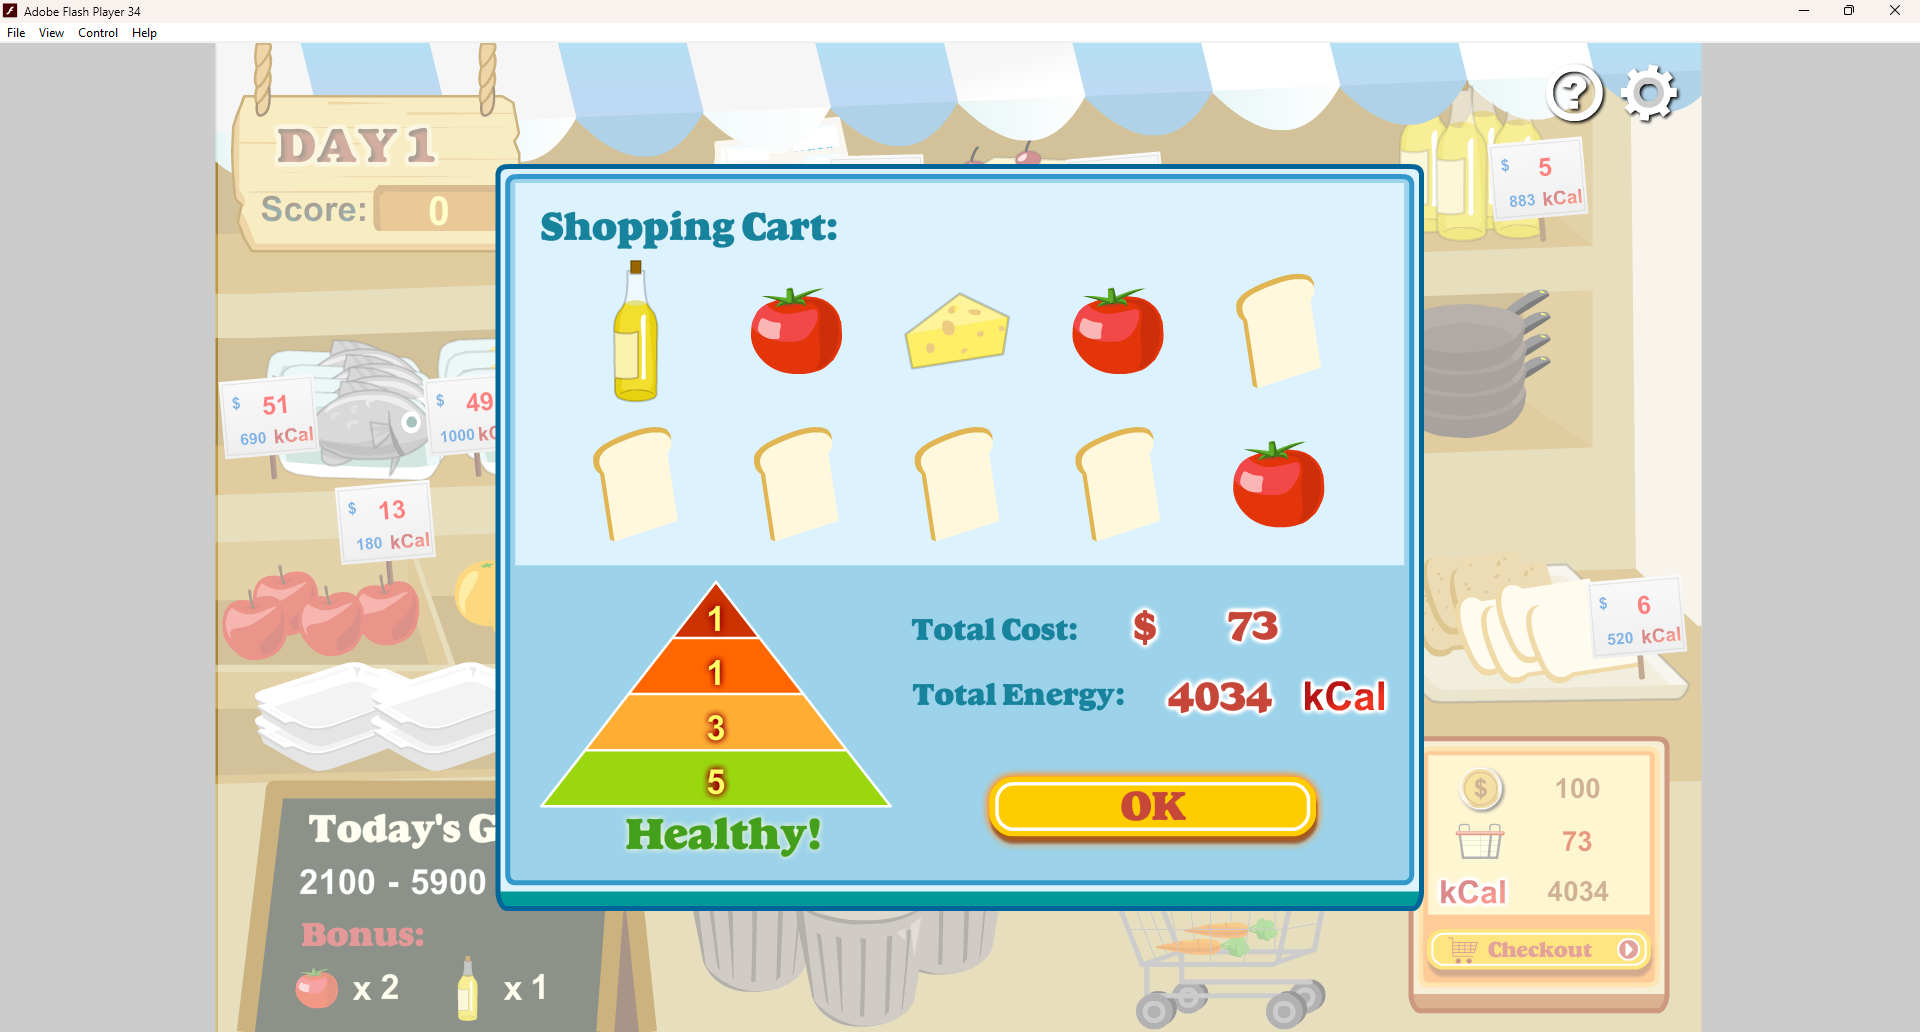 Adobe Flash Player 34
File View Control Help
DAY 1
Score: 0
$ 5
883 kCal
Shopping Cart:
$ 51
690 kCal
$ 49
1000
$ 13
180 kCal
$ 6
520 kCal
1
1
3
5
Healthy!
Total Cost: $ 73
Total Energy: 4034 kCal
OK
Today's
2100 - 5900
Bonus:
x 2 x 1
$ 100
73
kCal 4034
Checkout